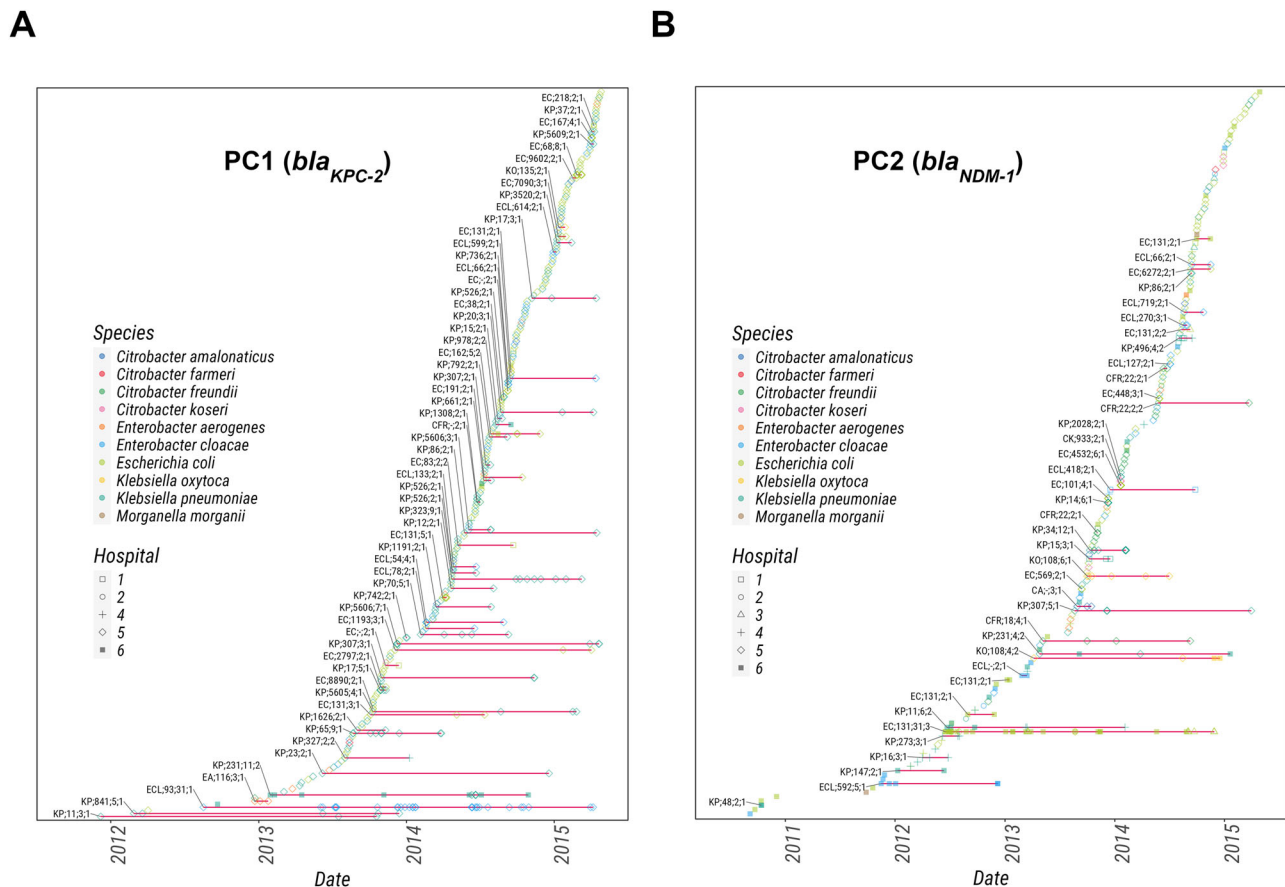 A
PC1 (bla KPC-2)
EC;218;2;1
KP;37;2;1
EC;167;4;1
KP;5609;2;1
EC;68;8;1
EC;9602;2;1
KO;135;2;1
EC;7090;3;1
KP;3520;2;1
ECL;614;2;1
KP;17;3;1
EC;131;2;1
ECL;599;2;1
KP;736;2;1
ECL;66;2;1
EC;-;2;1
KP;526;2;1
EC;38;2;1
KP;20;3;1
KP;15;2;1
KP;978;2;2
EC;162;5;2
KP;792;2;1
KP;307;2;1
EC;191;2;1
KP;661;2;1
KP;1308;2;1
CFR;-;2;1
KP;5606;3;1
KP;86;2;1
EC;83;2;2
ECL;133;2;1
KP;526;2;1
KP;526;2;1
KP;323;9;1
KP;12;2;1
EC;131;5;1
KP;1191;2;1
ECL;54;4;1
ECL;78;2;1
KP;70;5;1
KP;742;2;1
KP;5606;7;1
EC;1193;3;1
EC;-;2;1
KP;307;3;1
EC;2797;2;1
KP;17;5;1
EC;8890;2;1
KP;5605;4;1
EC;131;3;1
KP;1626;2;1
KP;65;9;1
KP;327;2;2
KP;23;2;1
KP;231;11;2
EA;116;3;1
ECL;93;31;1
KP;841;5;1
KP;11;3;1
Species
Citrobacter amalonaticus
Citrobacter farmeri
Citrobacter freundii
Citrobacter koseri
Enterobacter aerogenes
Enterobacter cloacae
Escherichia coli
Klebsiella oxytoca
Klebsiella pneumoniae
Morganella morganii
Hospital
1
2
4
5
6
2012
2013
2014
2015
Date
B
PC2 (bla NDM-1)
EC;131;2;1
ECL;66;2;1
EC;6272;2;1
KP;86;2;1
ECL;719;2;1
ECL;270;3;1
EC;131;2;2
KP;496;4;2
ECL;127;2;1
CFR;22;2;1
EC;448;3;1
CFR;22;2;2
KP;2028;2;1
CK;933;2;1
EC;4532;6;1
ECL;418;2;1
EC;101;4;1
KP;14;6;1
CFR;22;2;1
KP;34;12;1
KP;15;3;1
KO;108;6;1
EC;569;2;1
CA;-;3;1
KP;307;5;1
CFR;18;4;1
KP;231;4;2
KO;108;4;2
ECL;-;2;1
EC;131;2;1
EC;131;2;1
KP;11;6;2
EC;131;31;3
KP;273;3;1
KP;16;3;1
KP;147;2;1
ECL;592;5;1
KP;48;2;1
Species
Citrobacter amalonaticus
Citrobacter farmeri
Citrobacter freundii
Citrobacter koseri
Enterobacter aerogenes
Enterobacter cloacae
Escherichia coli
Klebsiella oxytoca
Klebsiella pneumoniae
Morganella morganii
Hospital
1
2
3
4
5
6
2011
2012
2013
2014
2015
Date